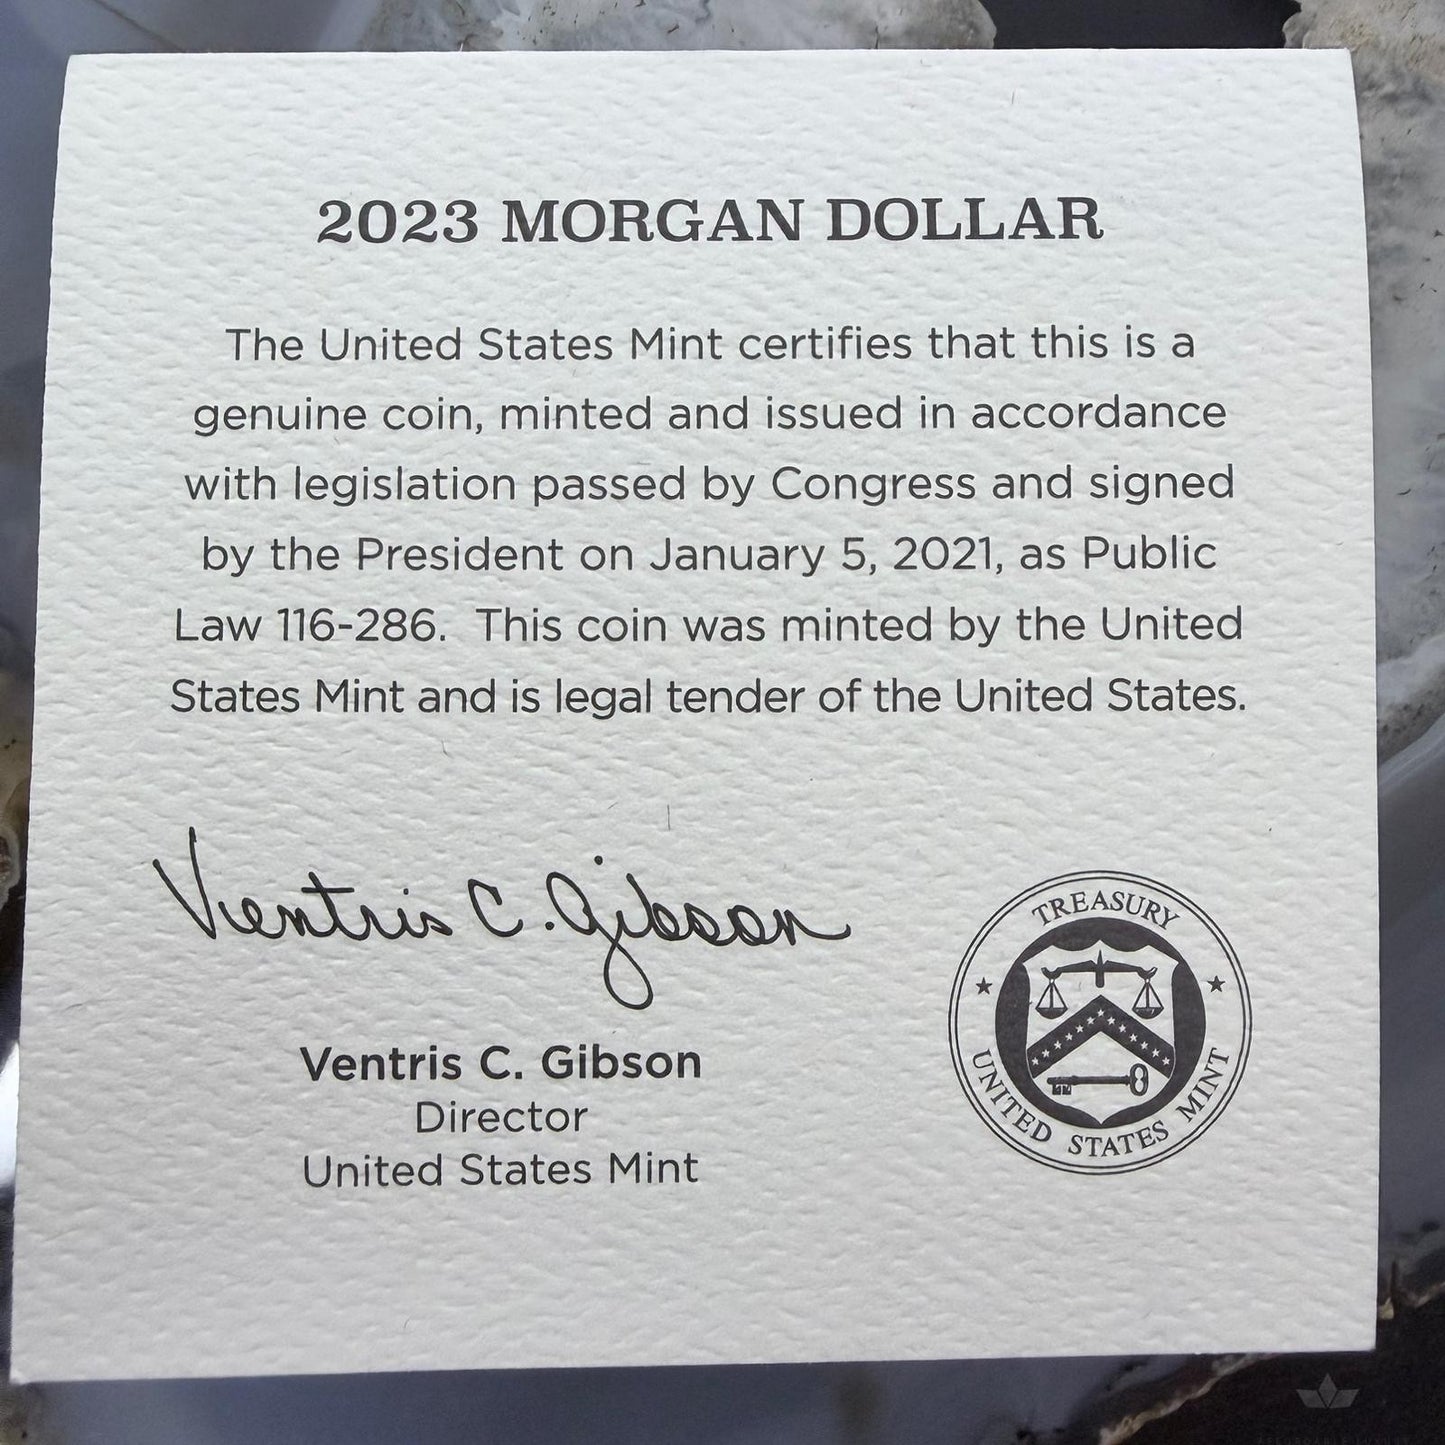 2023 MORGAN DOLLAR
The United States Mint certifies that this is a
genuine coin, minted and issued in accordance
with legislation passed by Congress and signed
by the President on January 5, 2021, as Public
Law 116-286.  This coin was minted by the United
States Mint and is legal tender of the United States.
Ventris C. Gibson
Ventris C. Gibson
Director
United States Mint
TREASURY
UNITED STATES MINT